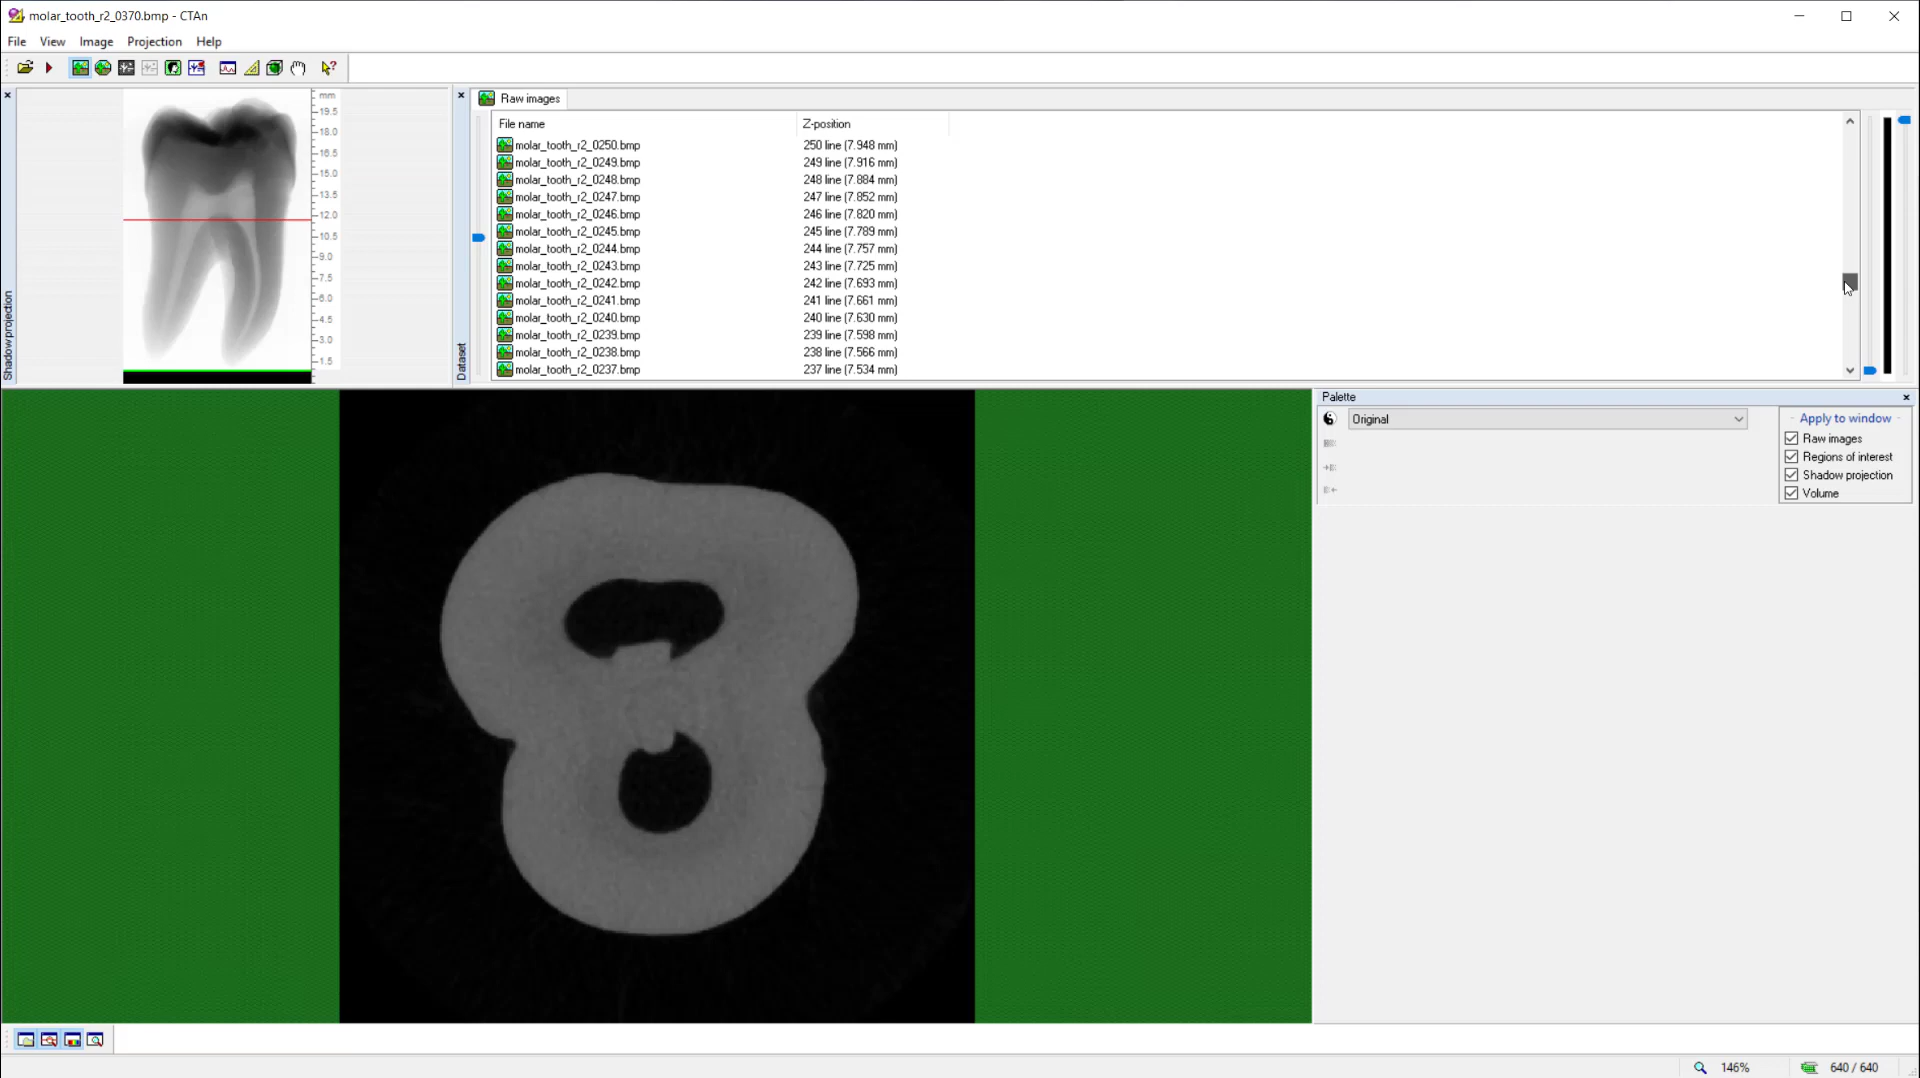 molar_tooth_r2_0370.bmp - CTAn
File View Image Projection Help
Shadow projection
mm
19.5
18.0
16.5
15.0
13.5
12.0
10.5
9.0
7.5
6.0
4.5
3.0
1.5
Dataset
Raw images
File name Z-position
molar_tooth_r2_0250.bmp 250 line (7.948 mm)
molar_tooth_r2_0249.bmp 249 line (7.916 mm)
molar_tooth_r2_0248.bmp 248 line (7.884 mm)
molar_tooth_r2_0247.bmp 247 line (7.852 mm)
molar_tooth_r2_0246.bmp 246 line (7.820 mm)
molar_tooth_r2_0245.bmp 245 line (7.789 mm)
molar_tooth_r2_0244.bmp 244 line (7.757 mm)
molar_tooth_r2_0243.bmp 243 line (7.725 mm)
molar_tooth_r2_0242.bmp 242 line (7.693 mm)
molar_tooth_r2_0241.bmp 241 line (7.661 mm)
molar_tooth_r2_0240.bmp 240 line (7.630 mm)
molar_tooth_r2_0239.bmp 239 line (7.598 mm)
molar_tooth_r2_0238.bmp 238 line (7.566 mm)
molar_tooth_r2_0237.bmp 237 line (7.534 mm)
Palette
Original
Apply to window
Raw images
Regions of interest
Shadow projection
Volume
146% 640 / 640